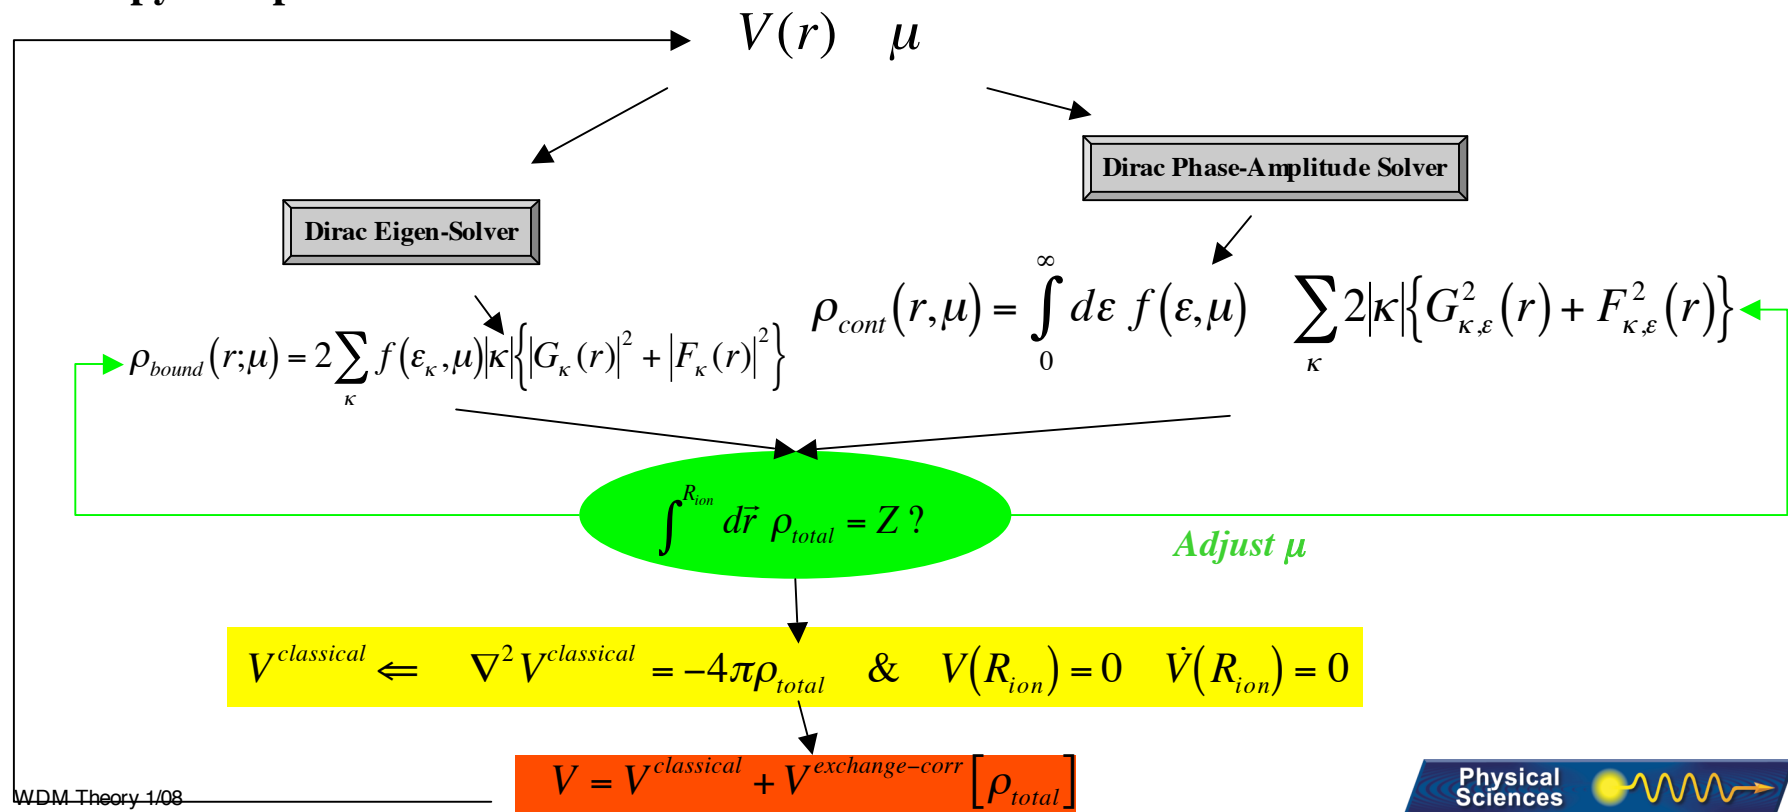 V(r) μ
Dirac Phase-Amplitude Solver
Dirac Eigen-Solver
ρ_cont(r,μ) = ∫_0^∞ dε f(ε,μ) ∑_κ 2|κ|{G²_κ,ε(r) + F²_κ,ε(r)}
ρ_bound(r;μ) = 2∑_κ f(ε_κ,μ)|κ|{|G_κ(r)|² + |F_κ(r)|²}
∫^R_ion dr⃗ ρ_total = Z ?
Adjust μ
V^classical ⇐ ∇²V^classical = −4πρ_total & V(R_ion) = 0 V̇(R_ion) = 0
V = V^classical + V^exchange−corr[ρ_total]
WDM Theory 1/08
Physical
Sciences